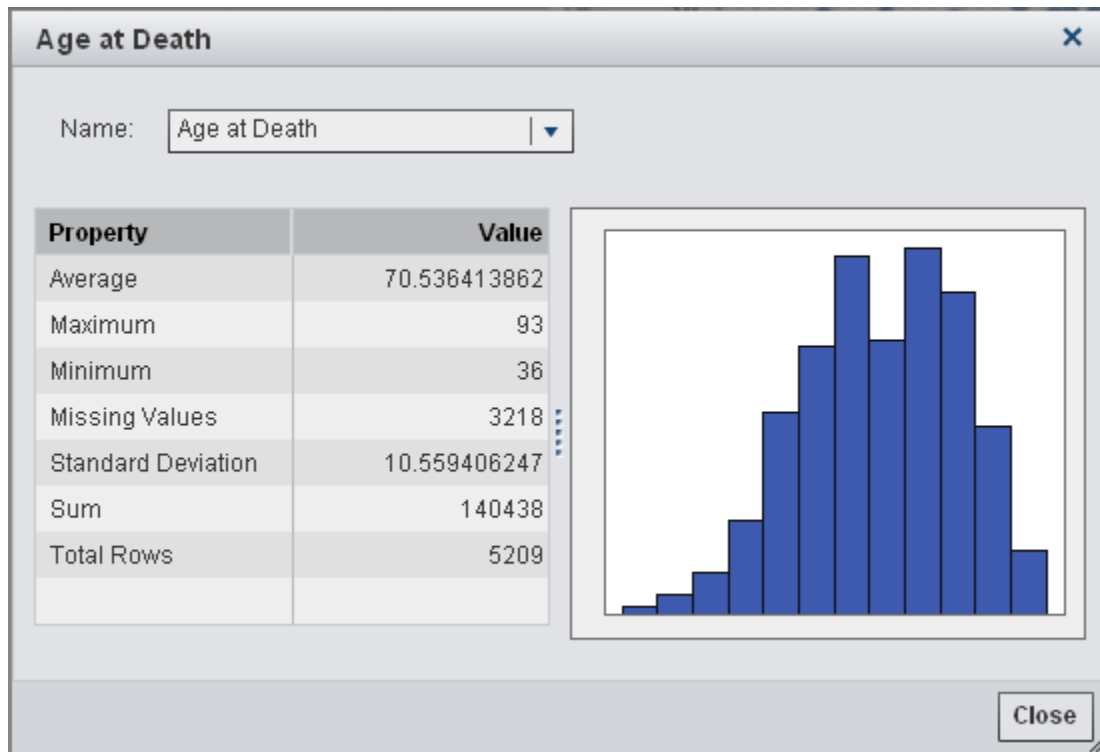 Age at Death
Name: Age at Death
Property Value
Average 70.536413862
Maximum 93
Minimum 36
Missing Values 3218
Standard Deviation 10.559406247
Sum 140438
Total Rows 5209
Close